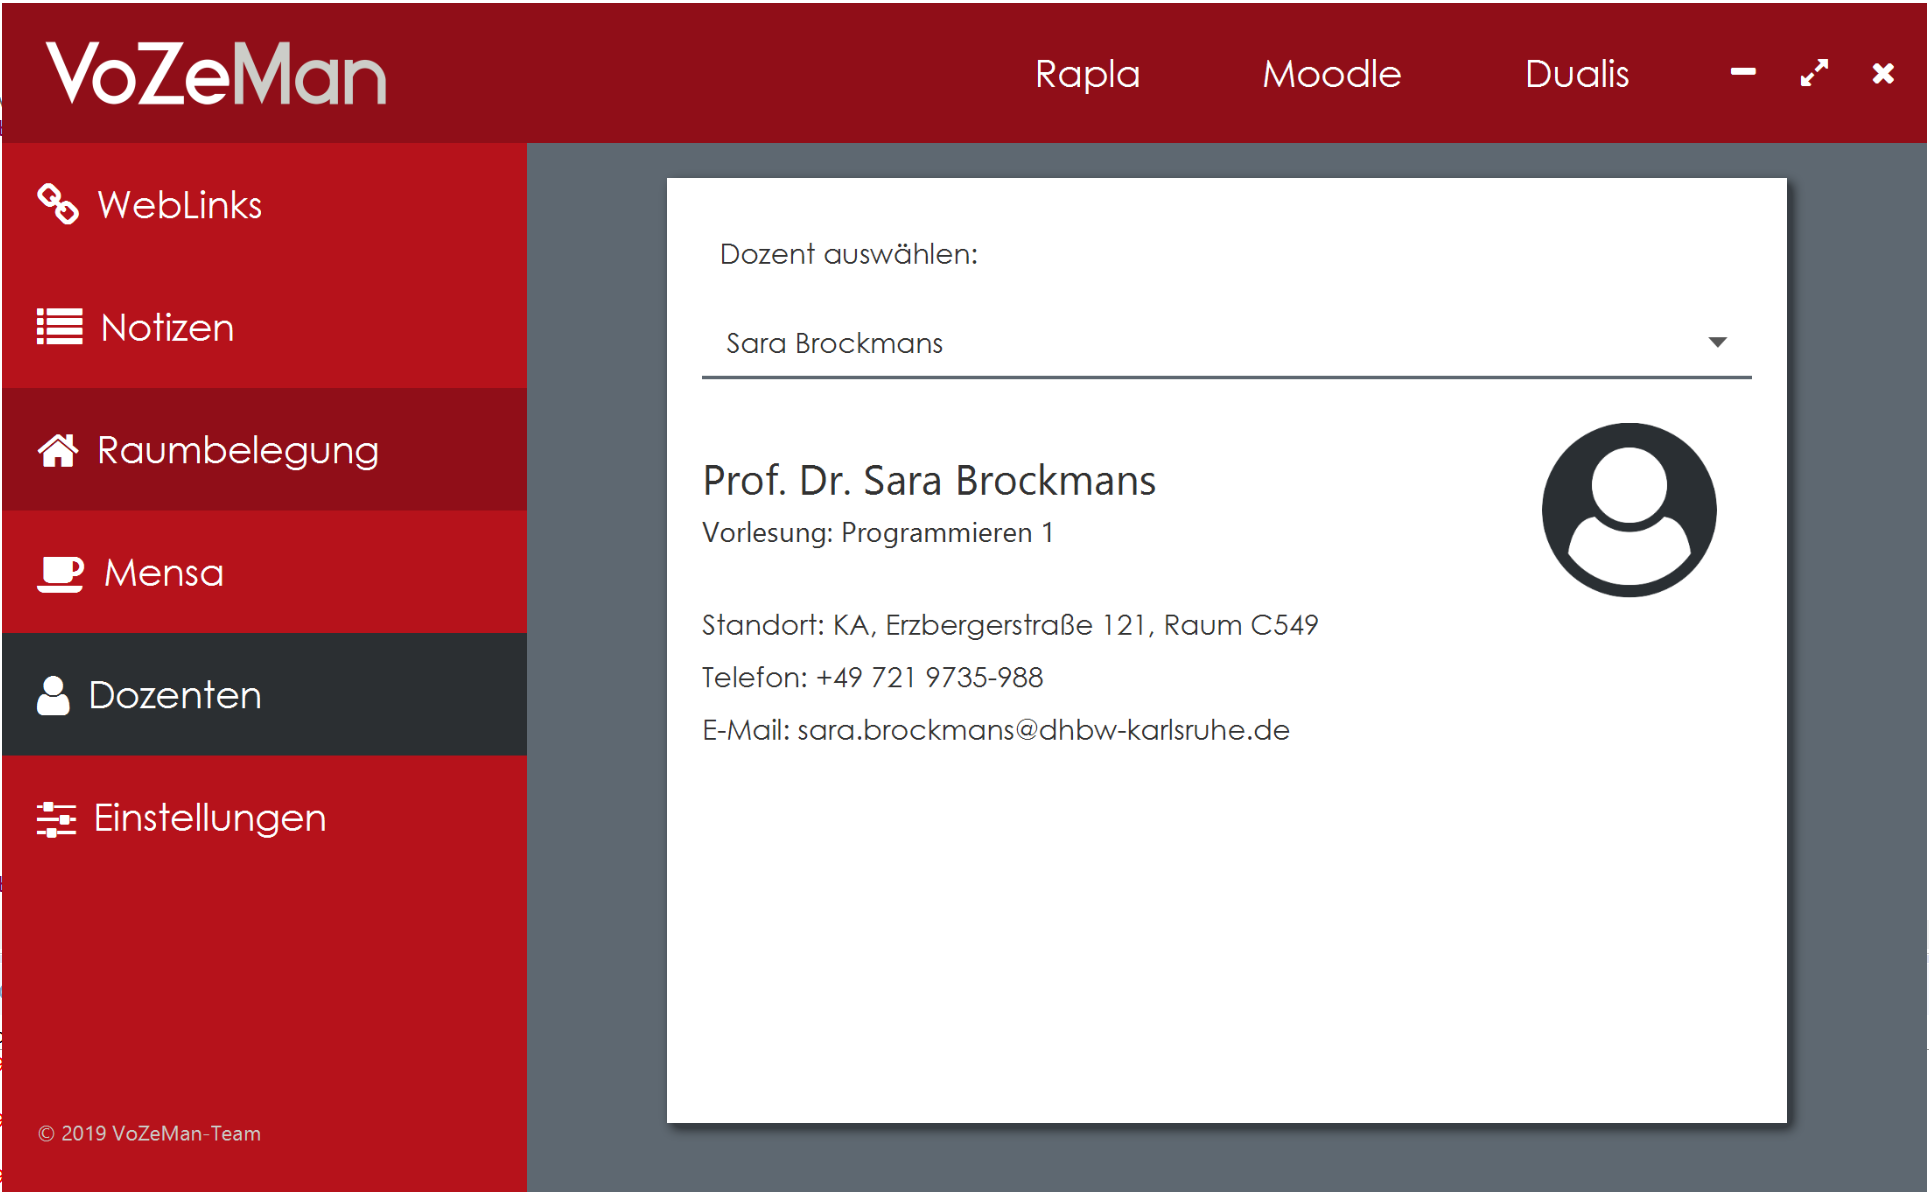 VoZeMan
Rapla Moodle Dualis
WebLinks
Notizen
Raumbelegung
Mensa
Dozenten
Einstellungen
© 2019 VoZeMan-Team
Dozent auswählen:
Sara Brockmans
Prof. Dr. Sara Brockmans
Vorlesung: Programmieren 1
Standort: KA, Erzbergerstraße 121, Raum C549
Telefon: +49 721 9735-988
E-Mail: sara.brockmans@dhbw-karlsruhe.de